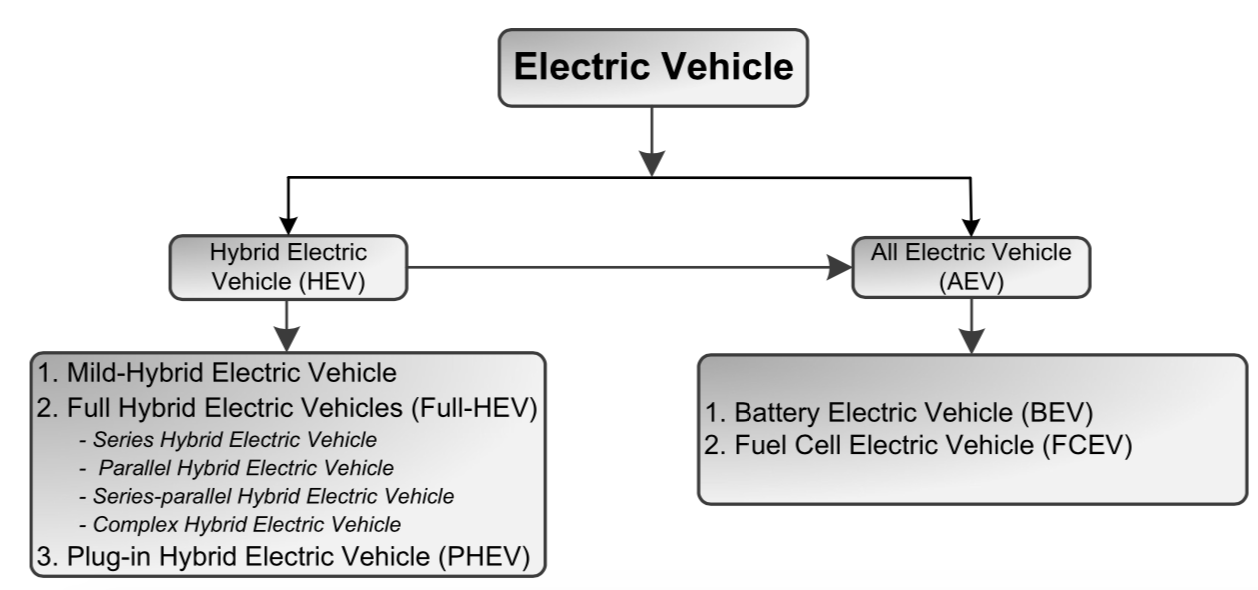 Electric Vehicle
Hybrid Electric
Vehicle (HEV)
All Electric Vehicle
(AEV)
1. Mild-Hybrid Electric Vehicle
2. Full Hybrid Electric Vehicles (Full-HEV)
- Series Hybrid Electric Vehicle
- Parallel Hybrid Electric Vehicle
- Series-parallel Hybrid Electric Vehicle
- Complex Hybrid Electric Vehicle
3. Plug-in Hybrid Electric Vehicle (PHEV)
1. Battery Electric Vehicle (BEV)
2. Fuel Cell Electric Vehicle (FCEV)